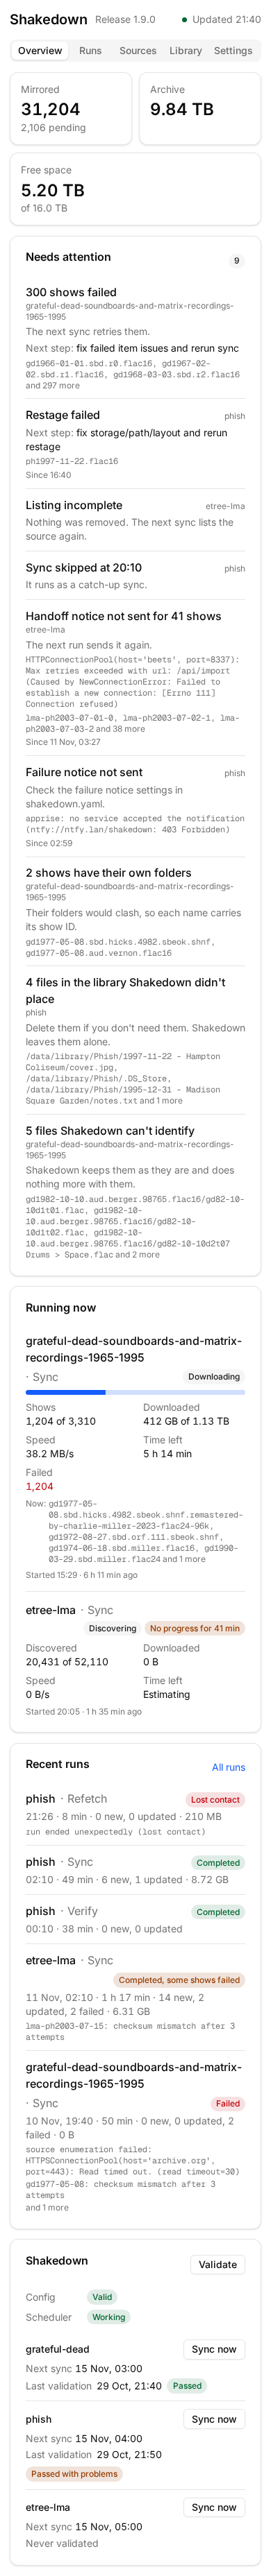 Shakedown Release 1.9.0 Updated 21:40
Overview Runs Sources Library Settings
Mirrored
31,204
2,106 pending
Archive
9.84 TB
Free space
5.20 TB
of 16.0 TB
Needs attention 9
300 shows failed
grateful-dead-soundboards-and-matrix-recordings-
1965-1995
The next sync retries them.
Next step: fix failed item issues and rerun sync
gd1966-01-01.sbd.r0.flac16, gd1967-02-
02.sbd.r1.flac16, gd1968-03-03.sbd.r2.flac16
and 297 more
Restage failed phish
Next step: fix storage/path/layout and rerun
restage
ph1997-11-22.flac16
Since 16:40
Listing incomplete etree-lma
Nothing was removed. The next sync lists the
source again.
Sync skipped at 20:10 phish
It runs as a catch-up sync.
Handoff notice not sent for 41 shows
etree-lma
The next run sends it again.
HTTPConnectionPool(host='beets', port=8337):
Max retries exceeded with url: /api/import
(Caused by NewConnectionError: Failed to
establish a new connection: [Errno 111]
Connection refused)
lma-ph2003-07-01-0, lma-ph2003-07-02-1, lma-
ph2003-07-03-2 and 38 more
Since 11 Nov, 03:27
Failure notice not sent phish
Check the failure notice settings in
shakedown.yaml.
apprise: no service accepted the notification
(ntfy://ntfy.lan/shakedown: 403 Forbidden)
Since 02:59
2 shows have their own folders
grateful-dead-soundboards-and-matrix-recordings-
1965-1995
Their folders would clash, so each name carries
its show ID.
gd1977-05-08.sbd.hicks.4982.sbeok.shnf,
gd1977-05-08.aud.vernon.flac16
4 files in the library Shakedown didn't
place
phish
Delete them if you don't need them. Shakedown
leaves them alone.
/data/library/Phish/1997-11-22 - Hampton
Coliseum/cover.jpg,
/data/library/Phish/.DS_Store,
/data/library/Phish/1995-12-31 - Madison
Square Garden/notes.txt and 1 more
5 files Shakedown can't identify
grateful-dead-soundboards-and-matrix-recordings-
1965-1995
Shakedown keeps them as they are and does
nothing more with them.
gd1982-10-10.aud.berger.98765.flac16/gd82-10-
10d1t01.flac, gd1982-10-
10.aud.berger.98765.flac16/gd82-10-
10d1t02.flac, gd1982-10-
10.aud.berger.98765.flac16/gd82-10-10d2t07
Drums > Space.flac and 2 more
Running now
grateful-dead-soundboards-and-matrix-
recordings-1965-1995
· Sync Downloading
Shows Downloaded
1,204 of 3,310 412 GB of 1.13 TB
Speed Time left
38.2 MB/s 5 h 14 min
Failed
1,204
Now: gd1977-05-
08.sbd.hicks.4982.sbeok.shnf.remastered-
by-charlie-miller-2023-flac24-96k,
gd1972-08-27.sbd.orf.111.sbeok.shnf,
gd1974-06-18.sbd.miller.flac16, gd1990-
03-29.sbd.miller.flac24 and 1 more
Started 15:29 · 6 h 11 min ago
etree-lma · Sync
Discovering No progress for 41 min
Discovered Downloaded
20,431 of 52,110 0 B
Speed Time left
0 B/s Estimating
Started 20:05 · 1 h 35 min ago
Recent runs All runs
phish · Refetch Lost contact
21:26 · 8 min · 0 new, 0 updated · 210 MB
run ended unexpectedly (lost contact)
phish · Sync Completed
02:10 · 49 min · 6 new, 1 updated · 8.72 GB
phish · Verify Completed
00:10 · 38 min · 0 new, 0 updated
etree-lma · Sync
Completed, some shows failed
11 Nov, 02:10 · 1 h 17 min · 14 new, 2
updated, 2 failed · 6.31 GB
lma-ph2003-07-15: checksum mismatch after 3
attempts
grateful-dead-soundboards-and-matrix-
recordings-1965-1995
· Sync Failed
10 Nov, 19:40 · 50 min · 0 new, 0 updated, 2
failed · 0 B
source enumeration failed:
HTTPSConnectionPool(host='archive.org',
port=443): Read timed out. (read timeout=30)
gd1977-05-08: checksum mismatch after 3
attempts
and 1 more
Shakedown Validate
Config Valid
Scheduler Working
grateful-dead Sync now
Next sync 15 Nov, 03:00
Last validation 29 Oct, 21:40 Passed
phish Sync now
Next sync 15 Nov, 04:00
Last validation 29 Oct, 21:50
Passed with problems
etree-lma Sync now
Next sync 15 Nov, 05:00
Never validated